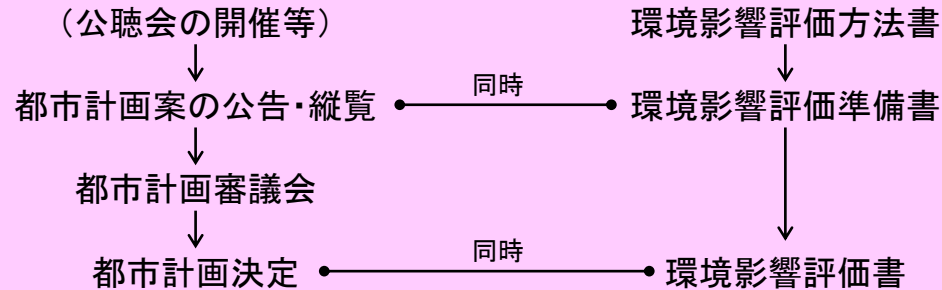 （公聴会の開催等）
環境影響評価方法書
都市計画案の公告・縦覧
同時
環境影響評価準備書
都市計画審議会
都市計画決定
同時
環境影響評価書